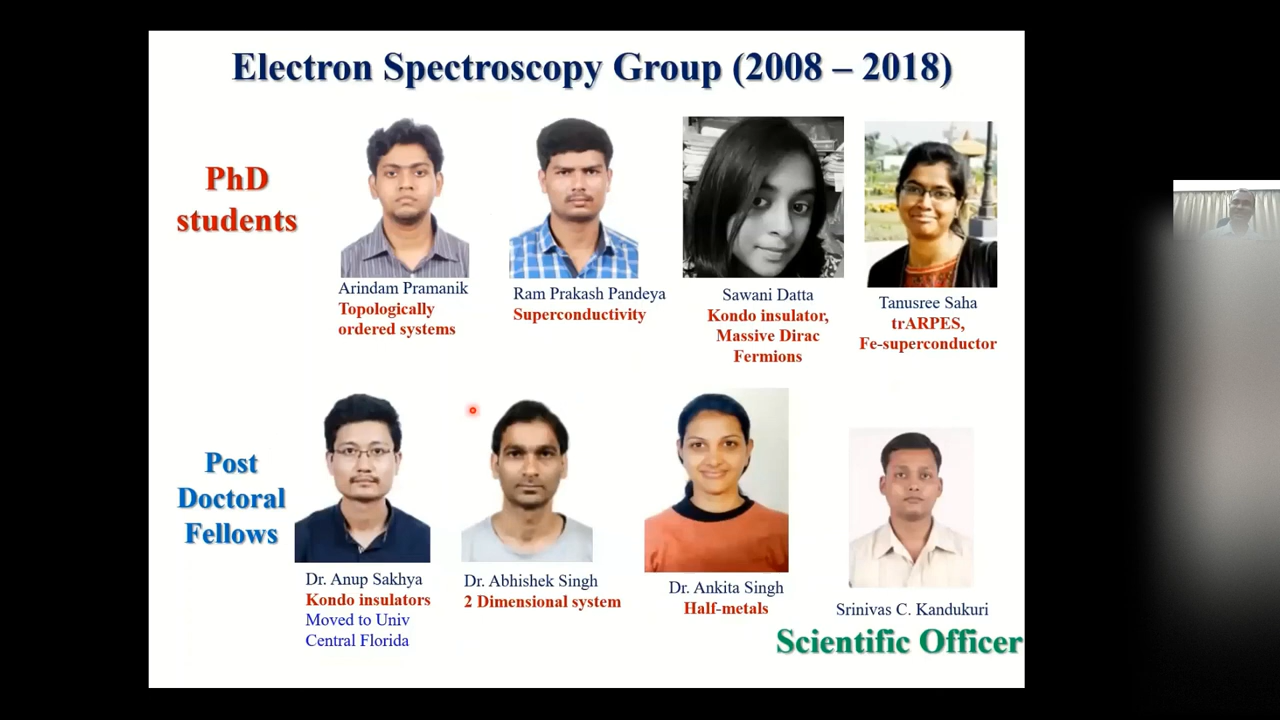 Electron Spectroscopy Group (2008 – 2018)
PhD
students
Arindam Pramanik
Topologically
ordered systems
Ram Prakash Pandeya
Superconductivity
Sawani Datta
Kondo insulator,
Massive Dirac
Fermions
Tanusree Saha
trARPES,
Fe-superconductor
Post
Doctoral
Fellows
Dr. Anup Sakhya
Kondo insulators
Moved to Univ
Central Florida
Dr. Abhishek Singh
2 Dimensional system
Dr. Ankita Singh
Half-metals
Srinivas C. Kandukuri
Scientific Officer